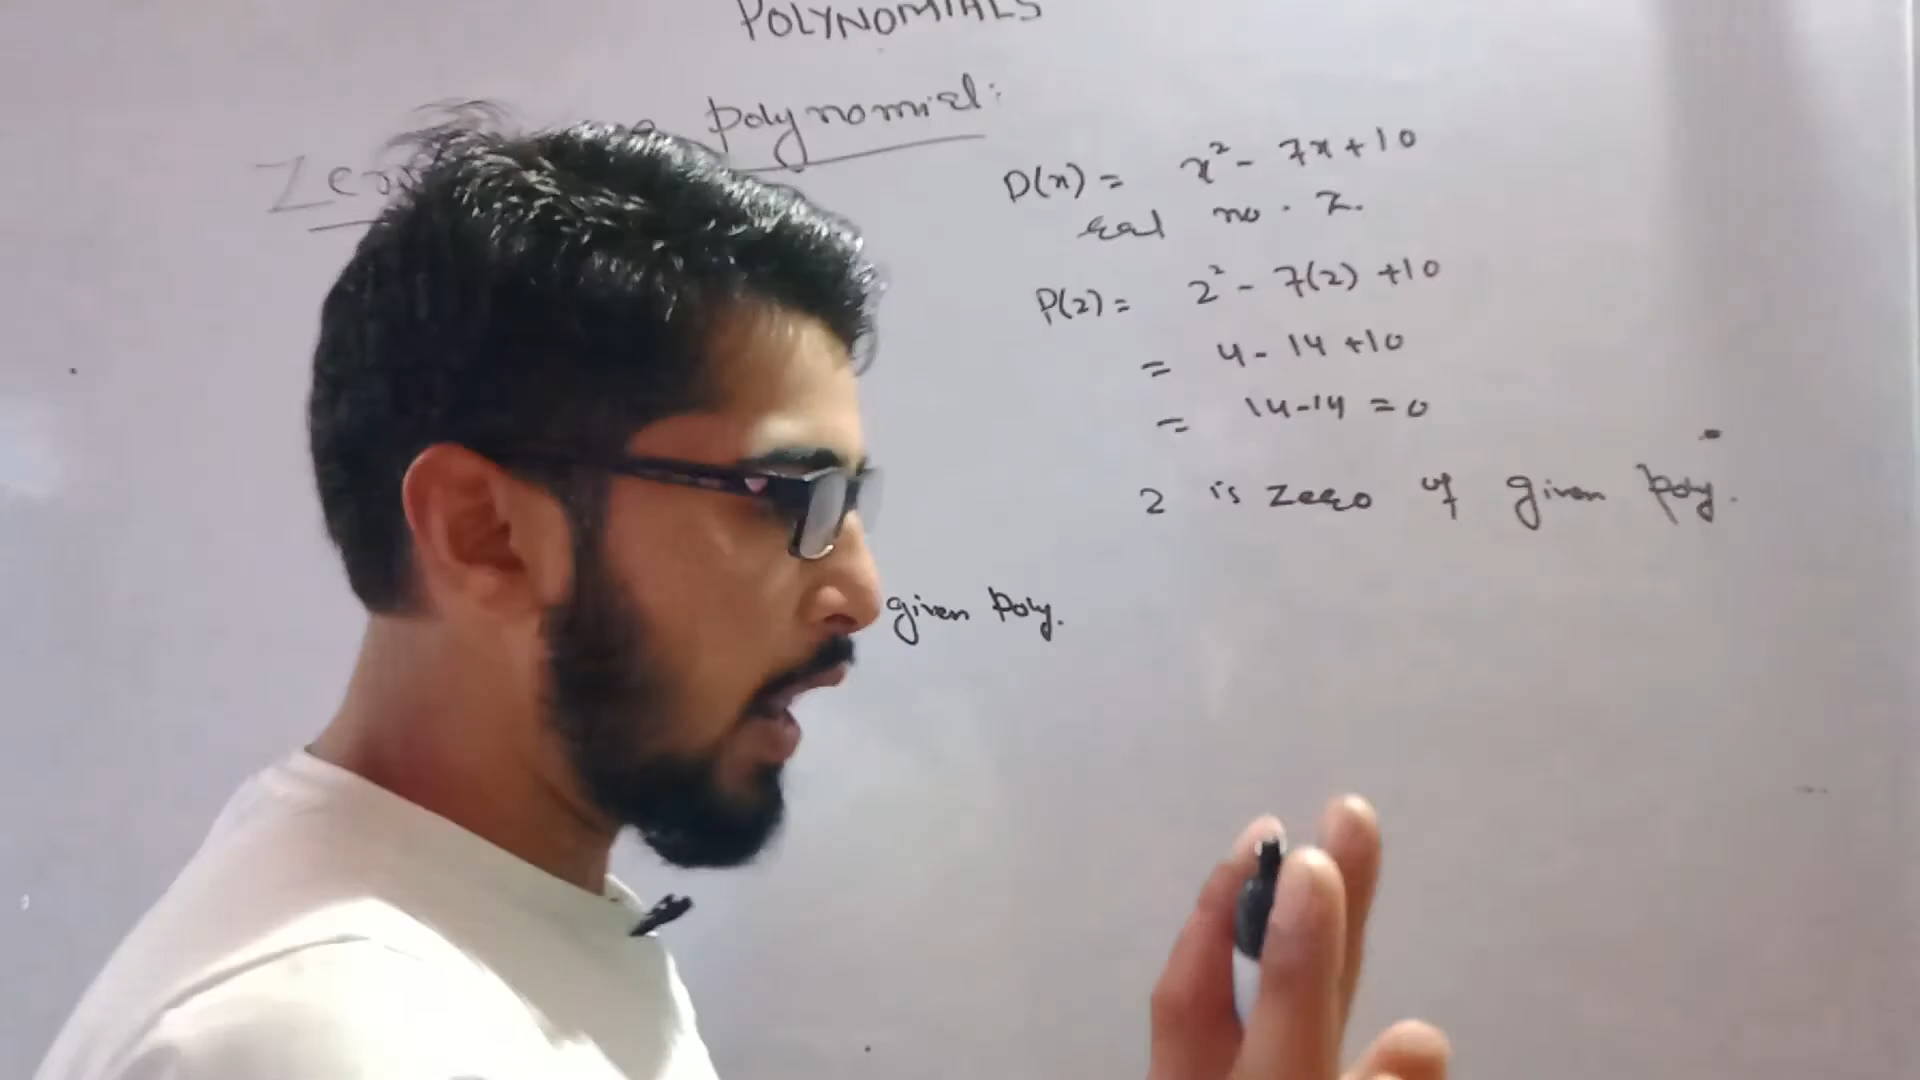 POLYNOMIALS
Zero polynomial:
P(x) = x² - 7x + 10
real no. 2.
P(2) = 2² - 7(2) + 10
= 4 - 14 + 10
= 14 - 14 = 0
2 is zero of given Poly.
given Poly.